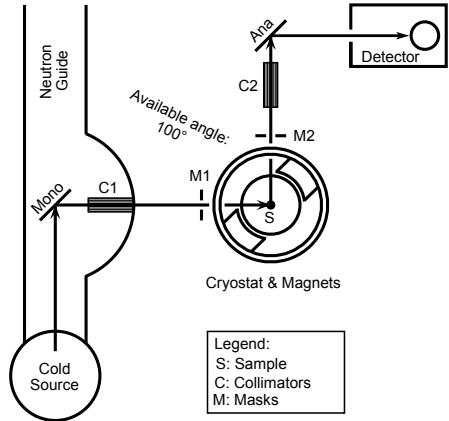 Neutron
Guide
Mono
C1
Available angle:
100°
M1
Ana
C2
M2
Detector
S
Cryostat & Magnets
Cold
Source
Legend:
S: Sample
C: Collimators
M: Masks